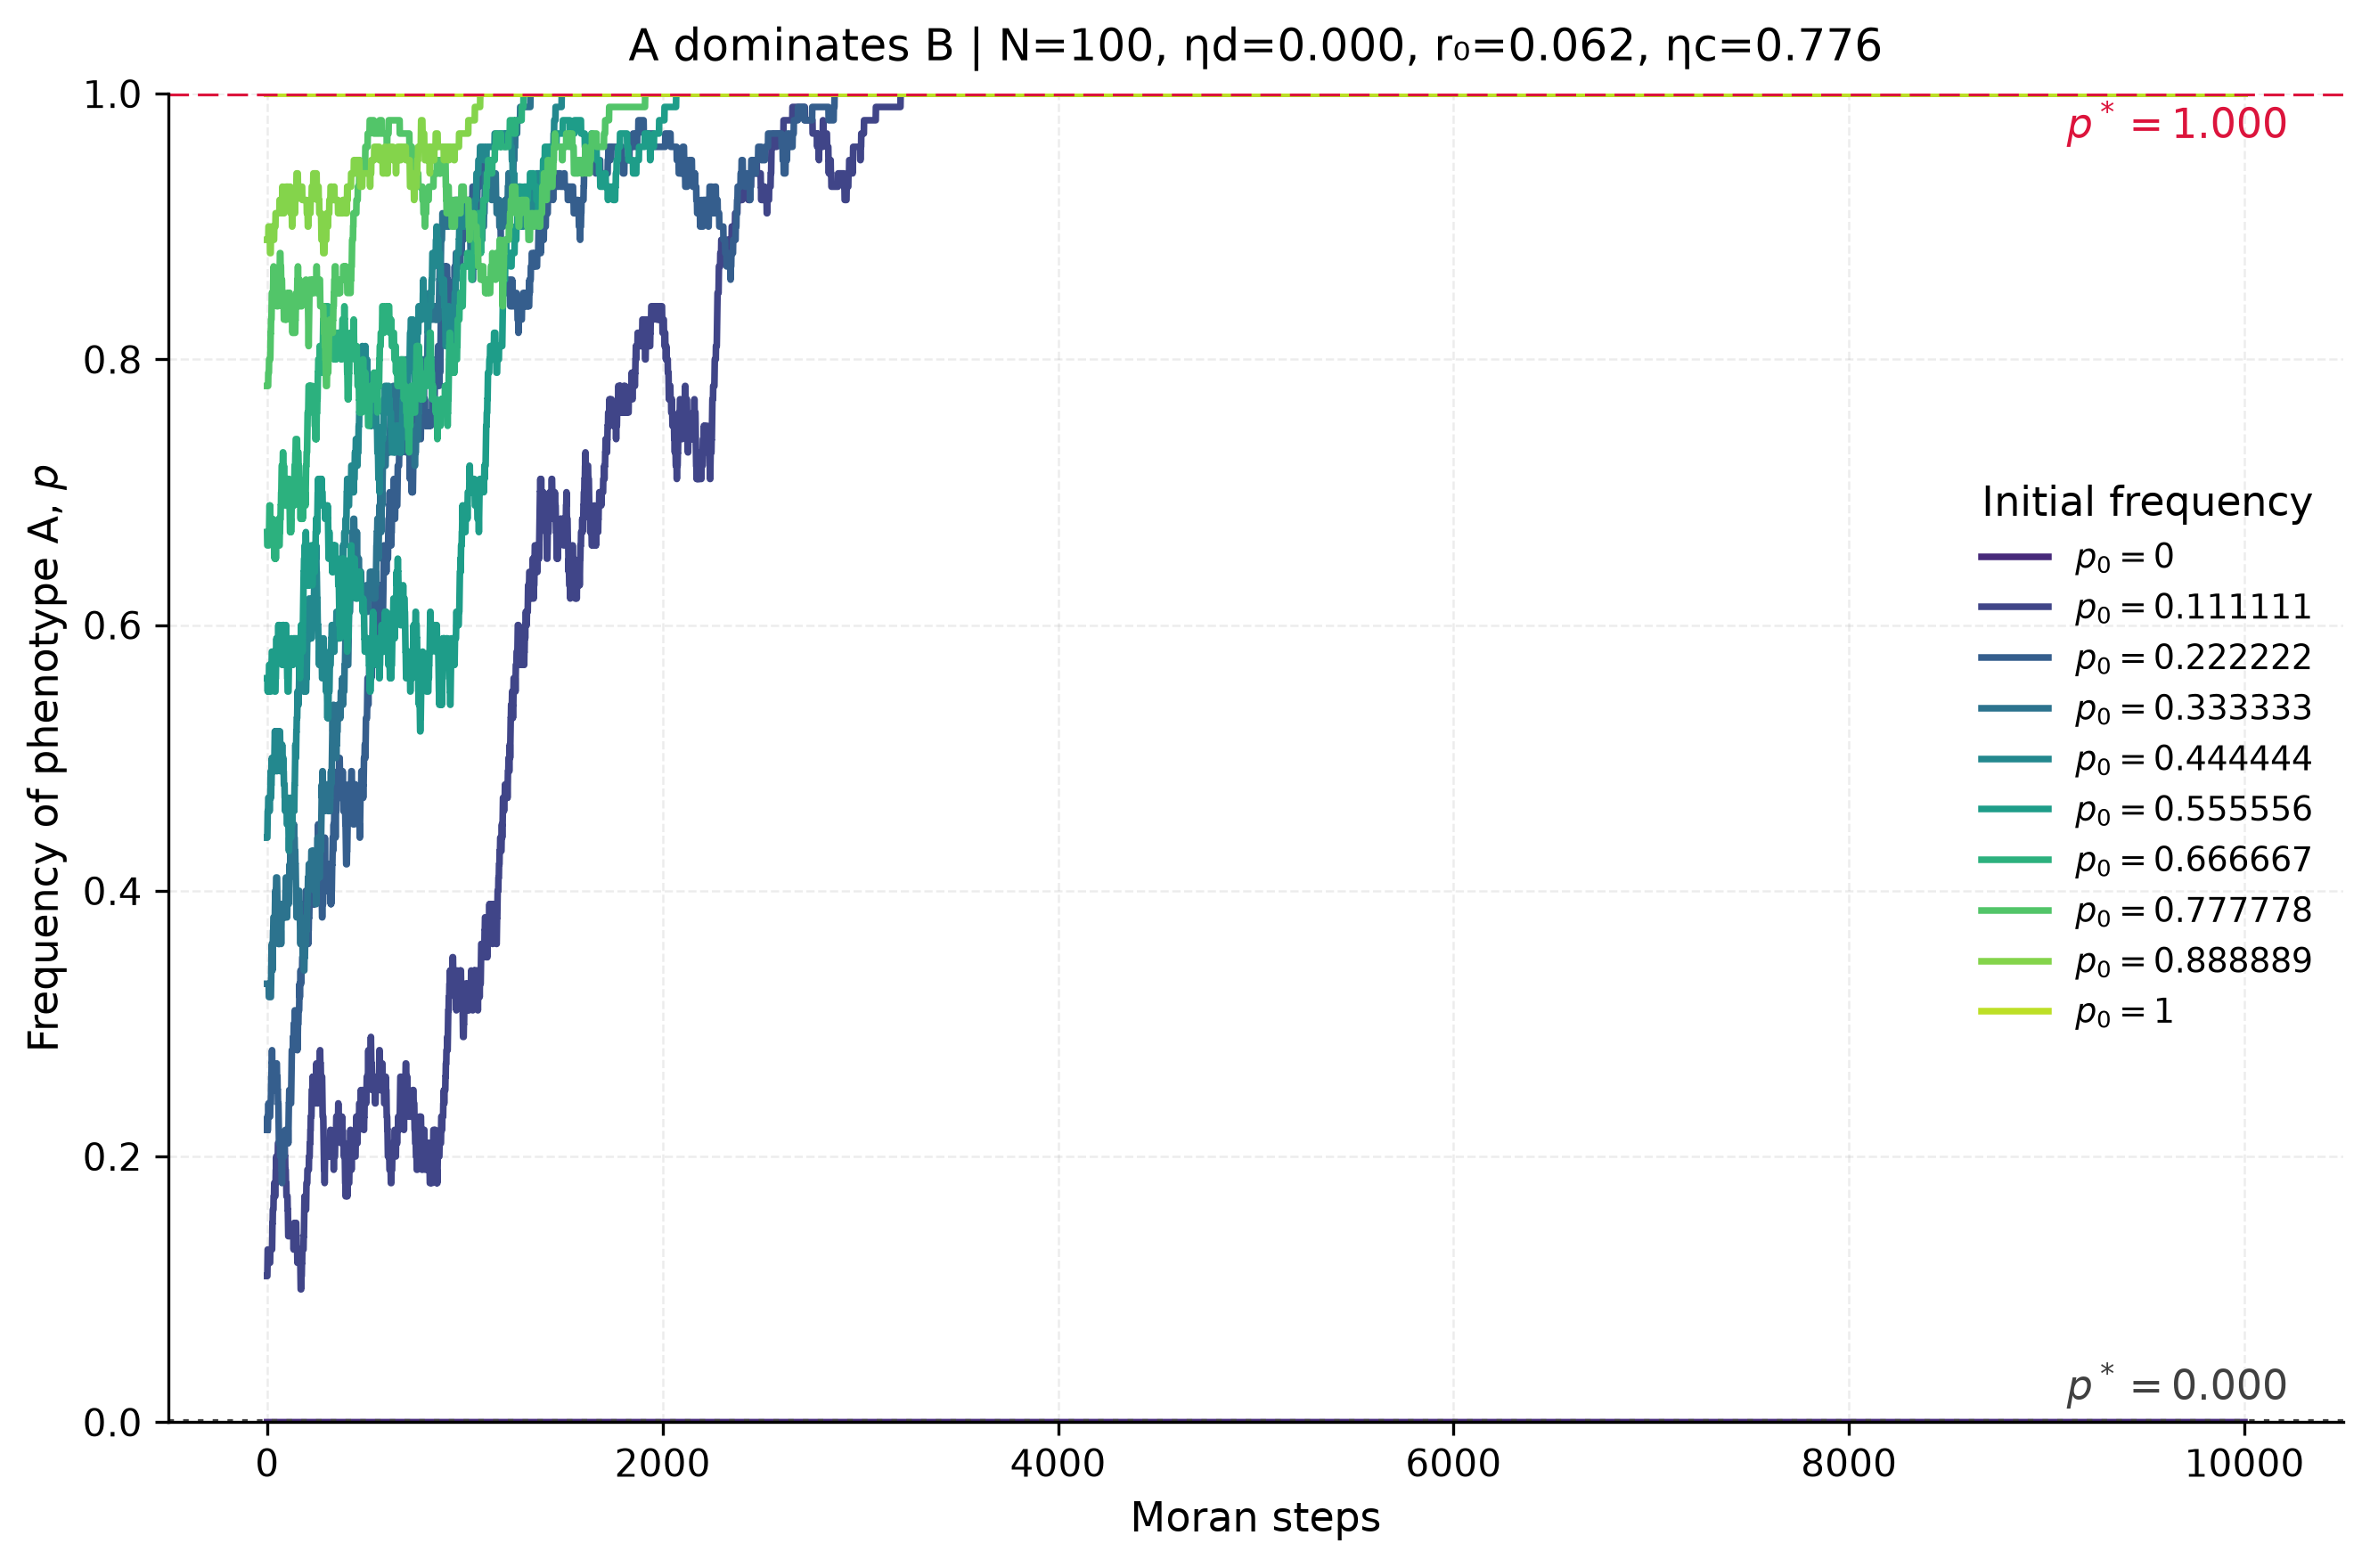 A dominates B | N=100, ηd=0.000, r₀=0.062, ηc=0.776
1.0
0.8
0.6
0.4
0.2
0.0
Frequency of phenotype A, p
p* = 1.000
Initial frequency
p₀ = 0
p₀ = 0.111111
p₀ = 0.222222
p₀ = 0.333333
p₀ = 0.444444
p₀ = 0.555556
p₀ = 0.666667
p₀ = 0.777778
p₀ = 0.888889
p₀ = 1
p* = 0.000
0 2000 4000 6000 8000 10000
Moran steps